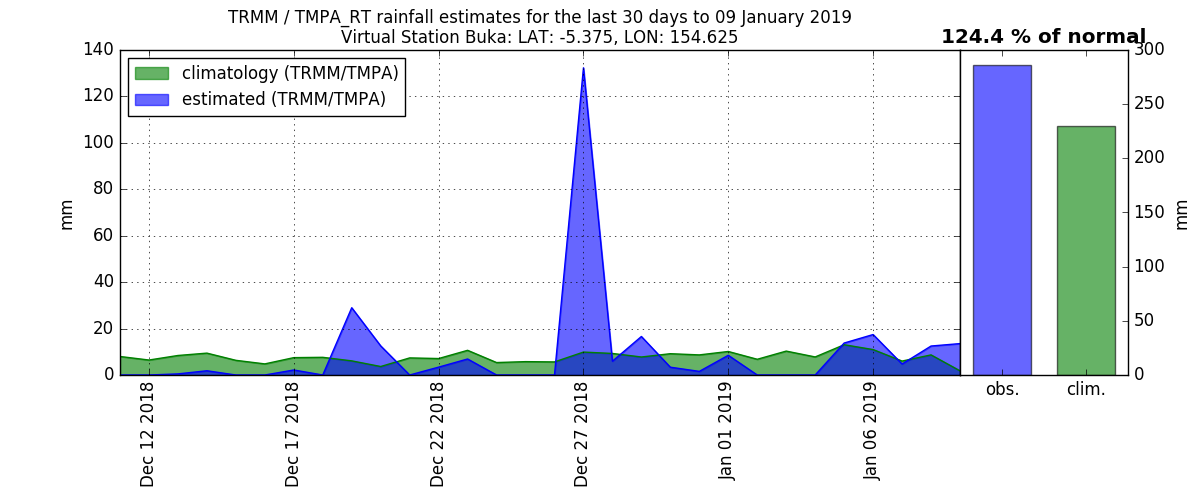 TRMM / TMPA_RT rainfall estimates for the last 30 days to 09 January 2019
Virtual Station Buka: LAT: -5.375, LON: 154.625
124.4 % of normal
climatology (TRMM/TMPA)
estimated (TRMM/TMPA)
140
120
100
80
60
40
20
0
mm
Dec 12 2018
Dec 17 2018
Dec 22 2018
Dec 27 2018
Jan 01 2019
Jan 06 2019
obs.
clim.
300
250
200
150
100
50
0
mm